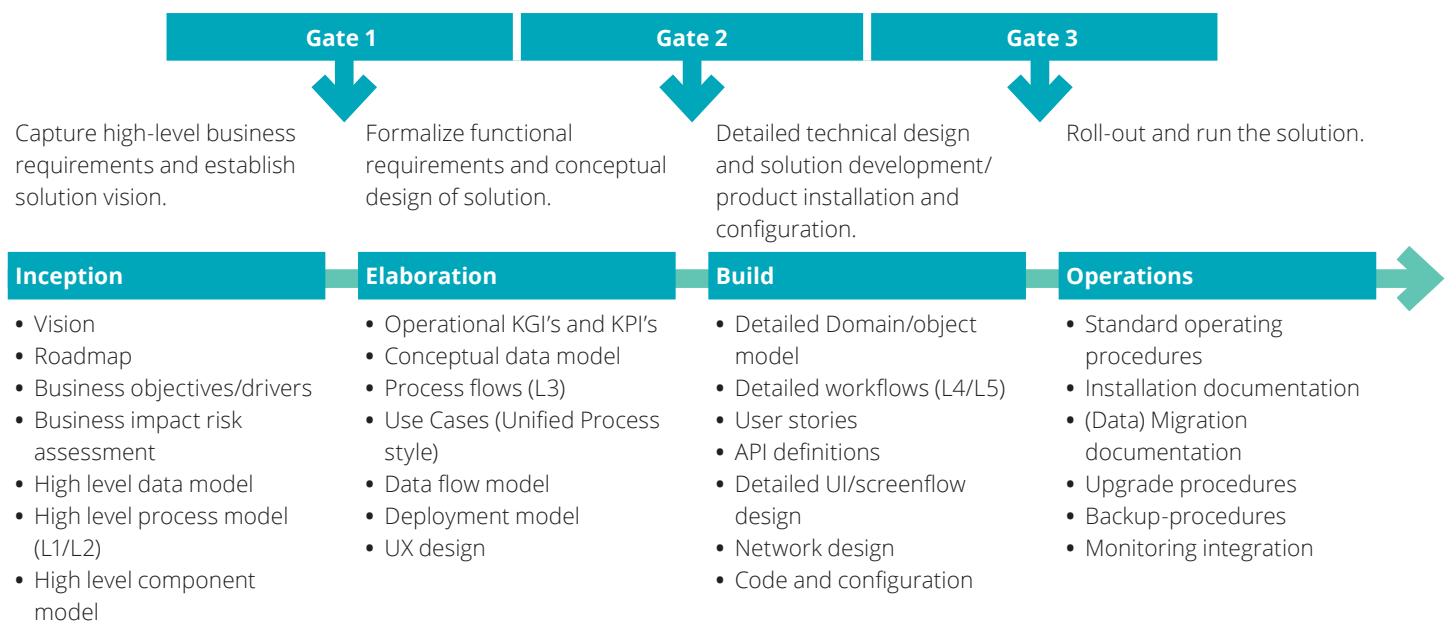 Gate 1
Gate 2
Gate 3
Capture high-level business
requirements and establish
solution vision.
Formalize functional
requirements and conceptual
design of solution.
Detailed technical design
and solution development/
product installation and
configuration.
Roll-out and run the solution.
Inception
• Vision
• Roadmap
• Business objectives/drivers
• Business impact risk
assessment
• High level data model
• High level process model
(L1/L2)
• High level component
model
Elaboration
• Operational KGI's and KPI's
• Conceptual data model
• Process flows (L3)
• Use Cases (Unified Process
style)
• Data flow model
• Deployment model
• UX design
Build
• Detailed Domain/object
model
• Detailed workflows (L4/L5)
• User stories
• API definitions
• Detailed UI/screenflow
design
• Network design
• Code and configuration
Operations
• Standard operating
procedures
• Installation documentation
• (Data) Migration
documentation
• Upgrade procedures
• Backup-procedures
• Monitoring integration